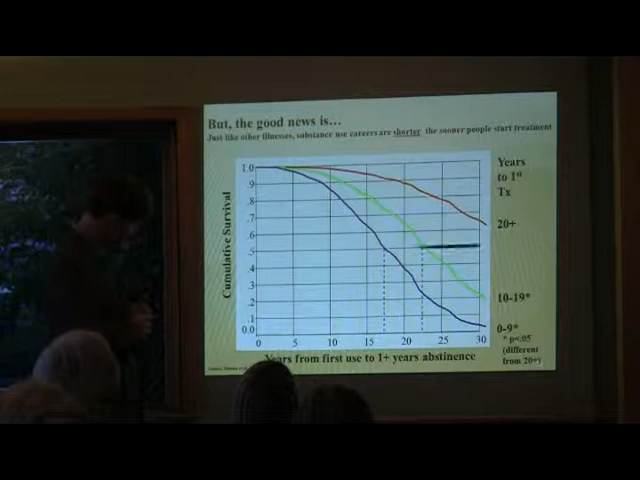 But, the good news is…
Just like other illnesses, substance use careers are shorter the sooner people start treatment
Years
to 1st
Tx
20+
10-19*
0-9*
* p<.05
(different
from 20+)
Cumulative Survival
1.0
.9
.8
.7
.6
.5
.4
.3
.2
.1
0.0
0 5 10 15 20 25 30
Years from first use to 1+ years abstinence